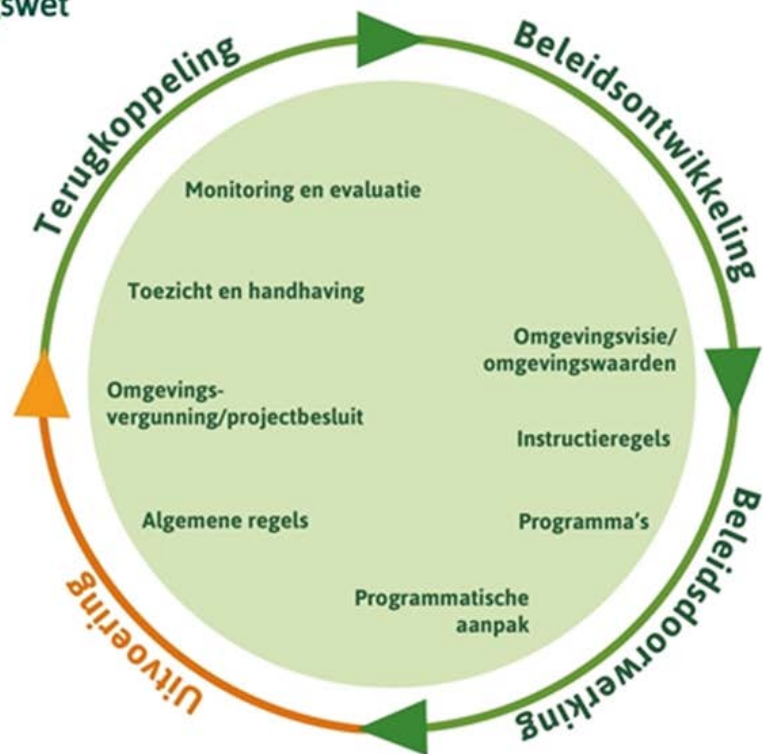 Terugkoppeling
Beleidsontwikkeling
Monitoring en evaluatie
Toezicht en handhaving
Omgevingsvisie/
omgevingswaarden
Omgevings-
vergunning/projectbesluit
Instructieregels
Algemene regels
Programma's
Programmatische
aanpak
Beleidsdoorwerking
Uitvoering